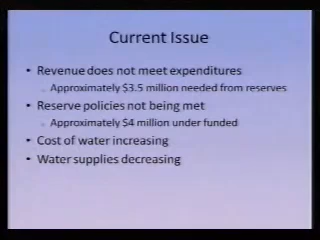 Current Issue
• Revenue does not meet expenditures
o Approximately $3.5 million needed from reserves
• Reserve policies not being met
o Approximately $4 million under funded
• Cost of water increasing
• Water supplies decreasing